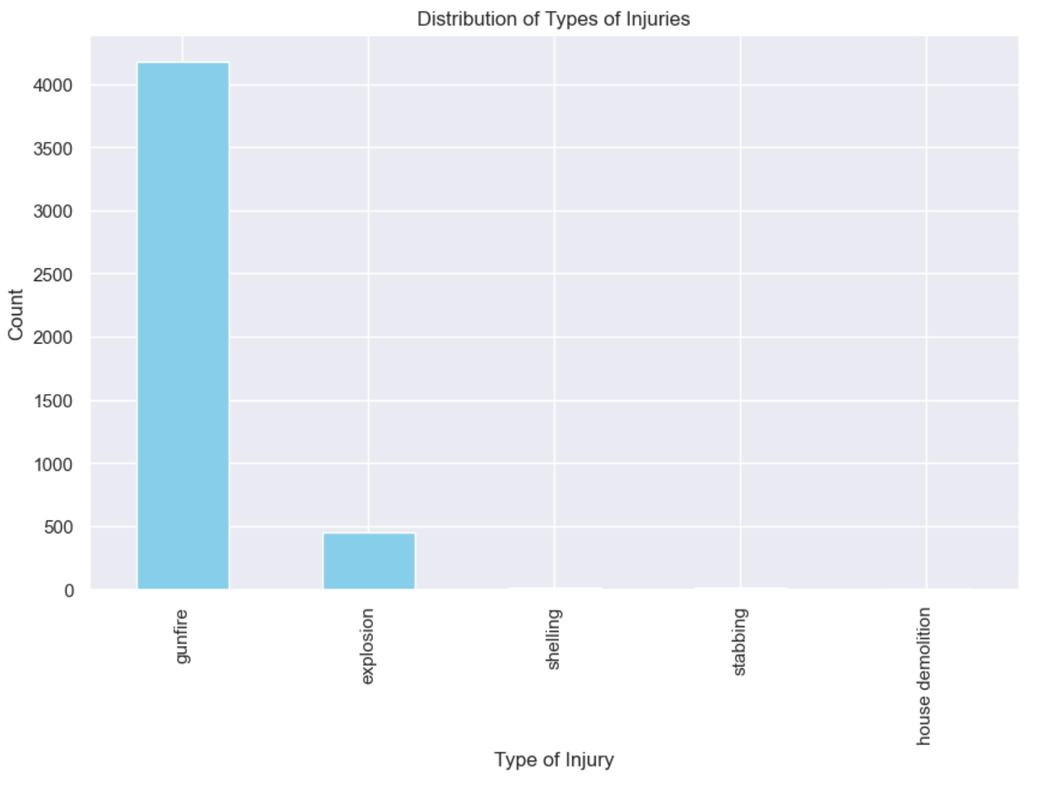 Distribution of Types of Injuries
Count
4000
3500
3000
2500
2000
1500
1000
500
0
gunfire
explosion
shelling
stabbing
house demolition
Type of Injury